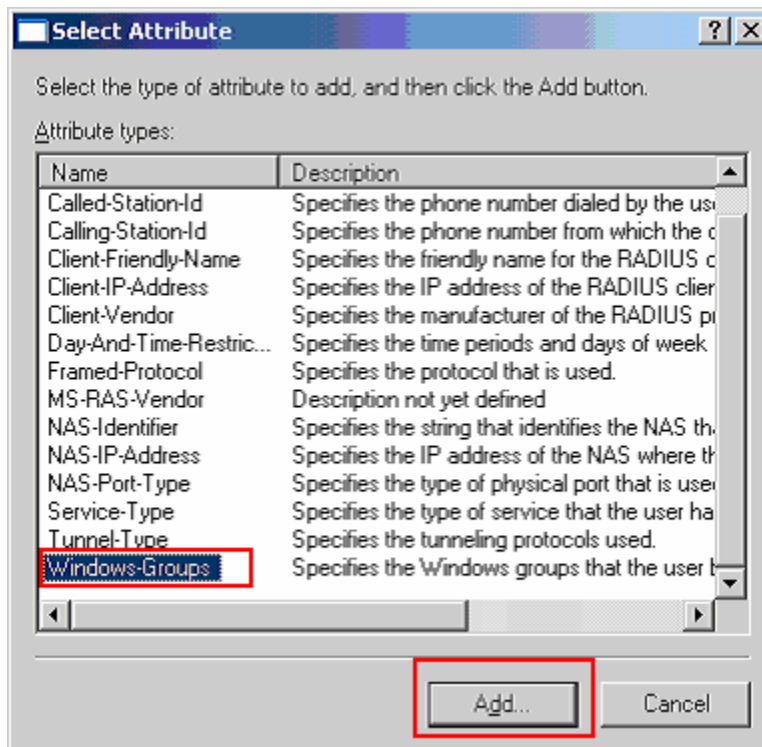 Select Attribute
Select the type of attribute to add, and then click the Add button.
Attribute types:
Name Description
Called-Station-Id Specifies the phone number dialed by the
Calling-Station-Id Specifies the phone number from which the
Client-Friendly-Name Specifies the friendly name for the RADIUS
Client-IP-Address Specifies the IP address of the RADIUS clier
Client-Vendor Specifies the manufacturer of the RADIUS
Day-And-Time-Restric... Specifies the time periods and days of week
Framed-Protocol Specifies the protocol that is used.
MS-RAS-Vendor Description not yet defined
NAS-Identifier Specifies the string that identifies the NAS
NAS-IP-Address Specifies the IP address of the NAS where
NAS-Port-Type Specifies the type of physical port that is
Service-Type Specifies the type of service that the user ha
Tunnel-Type Specifies the tunneling protocols used.
Windows-Groups Specifies the Windows groups that the user
Add... Cancel